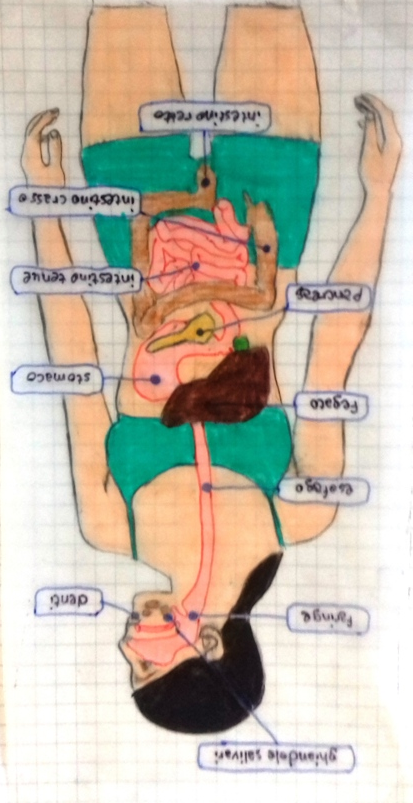 ghiandole salivari
faringe
denti
esofago
fegato
stomaco
pancreas
intestino tenue
intestino crasso
intestino retto